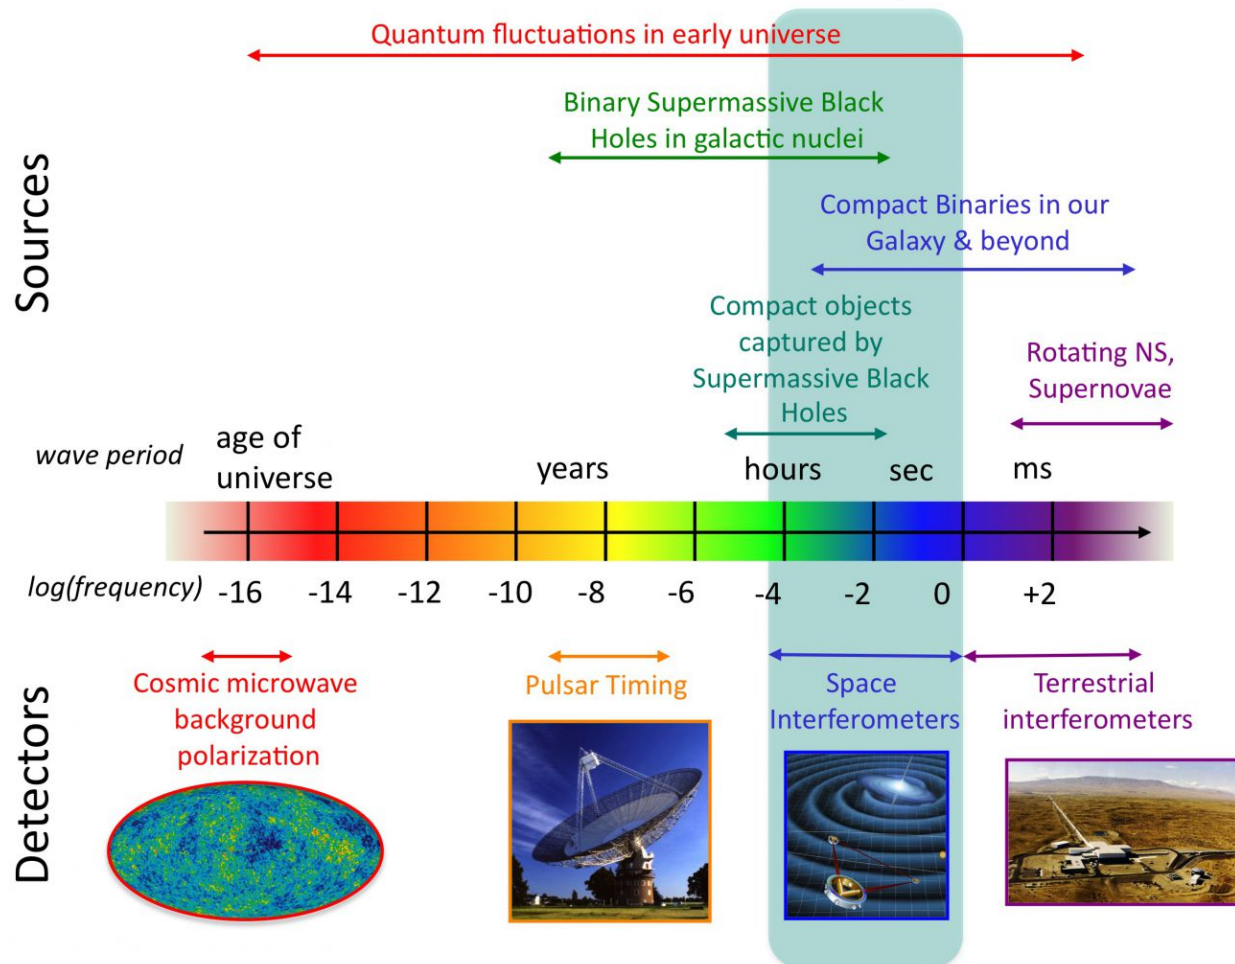 Sources
Quantum fluctuations in early universe
Binary Supermassive Black
Holes in galactic nuclei
Compact Binaries in our
Galaxy & beyond
Compact objects
captured by
Supermassive Black
Holes
Rotating NS,
Supernovae
wave period
age of
universe
years
hours
sec
ms
log(frequency)
-16 -14 -12 -10 -8 -6 -4 -2 0 +2
Detectors
Cosmic microwave
background
polarization
Pulsar Timing
Space
Interferometers
Terrestrial
interferometers